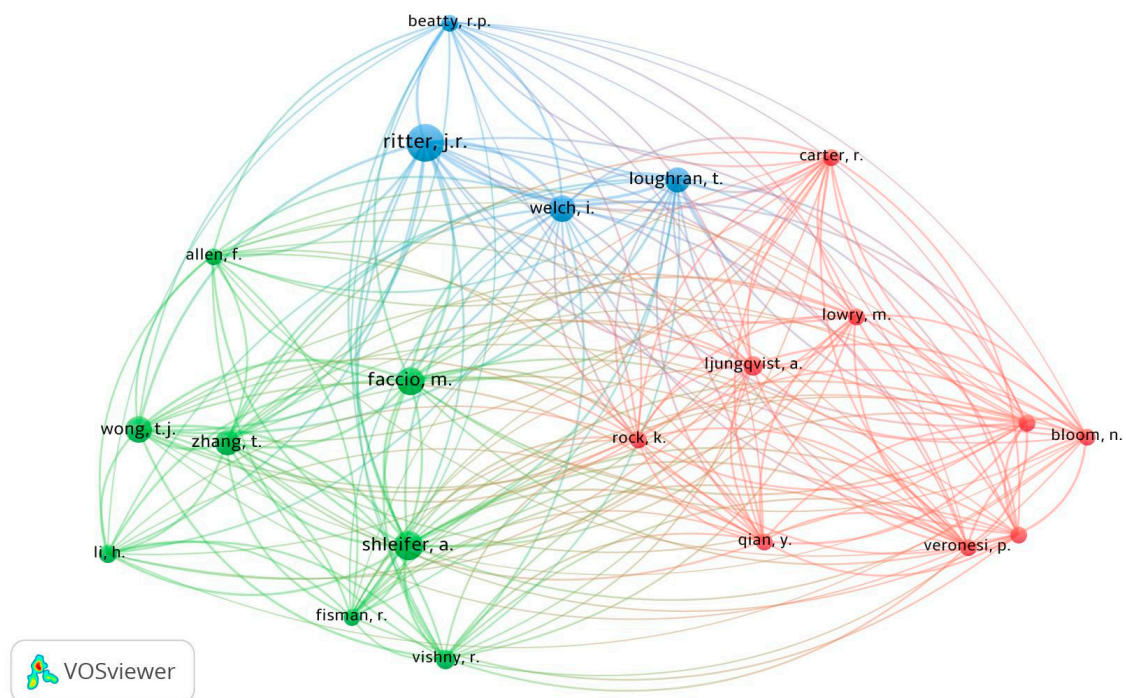 beatty, r.p.
ritter, j.r.
carter, r.
loughran, t.
welch, i.
allen, f.
lowry, m.
ljungqvist, a.
faccio, m.
wong, t.j.
zhang, t.
rock, k.
bloom, n.
li, h.
shleifer, a.
qian, y.
veronesi, p.
fisman, r.
vishny, r.
VOSviewer